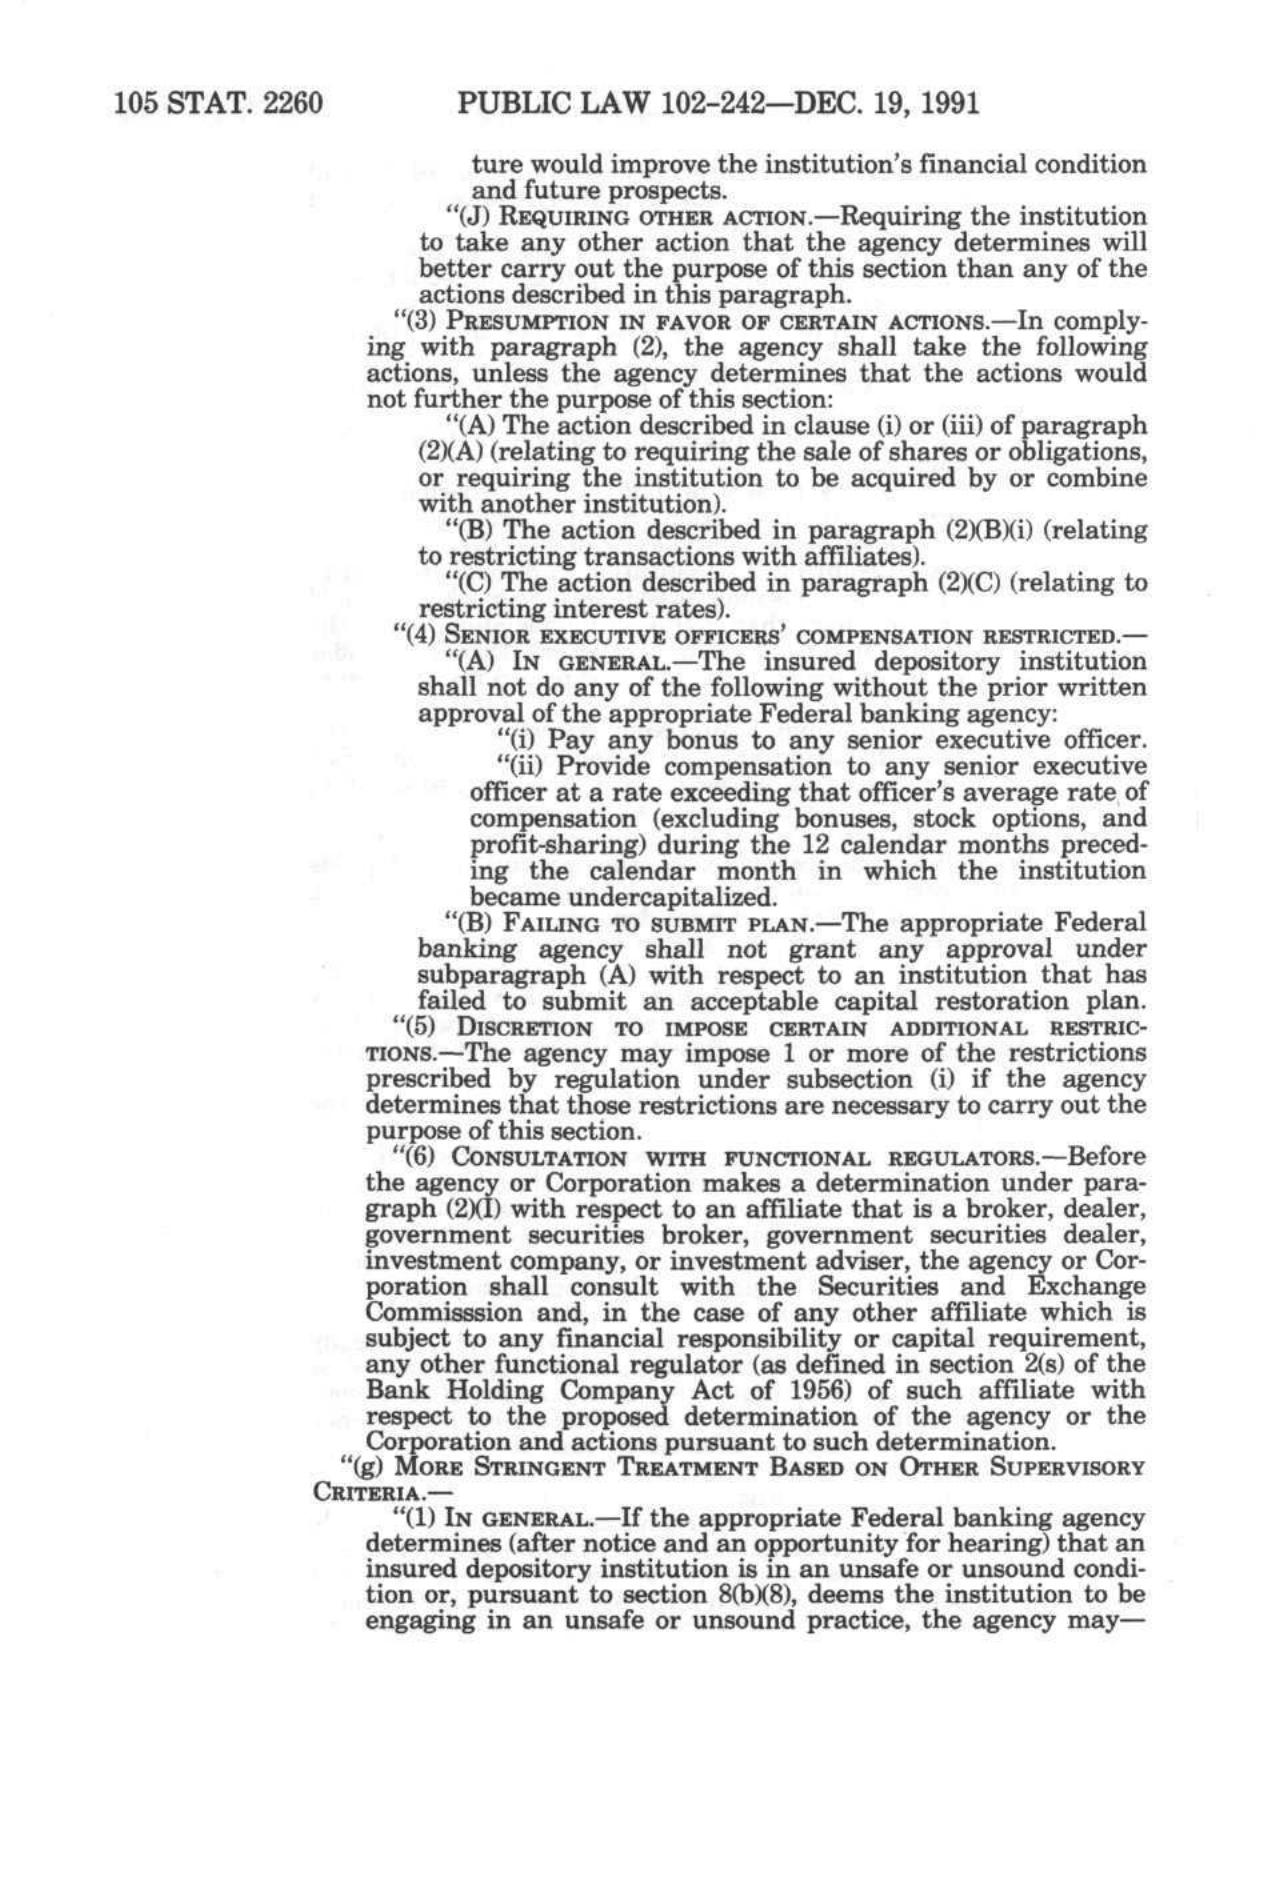 105 STAT. 2260 PUBLIC LAW 102-242—DEC. 19, 1991
ture would improve the institution's financial condition
and future prospects.
"(J) REQUIRING OTHER ACTION.—Requiring the institution
to take any other action that the agency determines will
better carry out the purpose of this section than any of the
actions described in this paragraph.
"(3) PRESUMPTION IN FAVOR OF CERTAIN ACTIONS.—In comply-
ing with paragraph (2), the agency shall take the following
actions, unless the agency determines that the actions would
not further the purpose of this section:
"(A) The action described in clause (i) or (iii) of paragraph
(2)(A) (relating to requiring the sale of shares or obligations,
or requiring the institution to be acquired by or combine
with another institution).
"(B) The action described in paragraph (2)(B)(i) (relating
to restricting transactions with affiliates).
"(C) The action described in paragraph (2)(C) (relating to
restricting interest rates).
"(4) SENIOR EXECUTIVE OFFICERS' COMPENSATION RESTRICTED.—
"(A) IN GENERAL.—The insured depository institution
shall not do any of the following without the prior written
approval of the appropriate Federal banking agency:
"(i) Pay any bonus to any senior executive officer.
"(ii) Provide compensation to any senior executive
officer at a rate exceeding that officer's average rate of
compensation (excluding bonuses, stock options, and
profit-sharing) during the 12 calendar months preced-
ing the calendar month in which the institution
became undercapitalized.
"(B) FAILING TO SUBMIT PLAN.—The appropriate Federal
banking agency shall not grant any approval under
subparagraph (A) with respect to an institution that has
failed to submit an acceptable capital restoration plan.
"(5) DISCRETION TO IMPOSE CERTAIN ADDITIONAL RESTRIC-
TIONS.—The agency may impose 1 or more of the restrictions
prescribed by regulation under subsection (i) if the agency
determines that those restrictions are necessary to carry out the
purpose of this section.
"(6) CONSULTATION WITH FUNCTIONAL REGULATORS.—Before
the agency or Corporation makes a determination under para-
graph (2)(I) with respect to an affiliate that is a broker, dealer,
government securities broker, government securities dealer,
investment company, or investment adviser, the agency or Cor-
poration shall consult with the Securities and Exchange
Commisssion and, in the case of any other affiliate which is
subject to any financial responsibility or capital requirement,
any other functional regulator (as defined in section 2(s) of the
Bank Holding Company Act of 1956) of such affiliate with
respect to the proposed determination of the agency or the
Corporation and actions pursuant to such determination.
"(g) MORE STRINGENT TREATMENT BASED ON OTHER SUPERVISORY
CRITERIA.—
"(1) IN GENERAL.—If the appropriate Federal banking agency
determines (after notice and an opportunity for hearing) that an
insured depository institution is in an unsafe or unsound condi-
tion or, pursuant to section 8(b)(8), deems the institution to be
engaging in an unsafe or unsound practice, the agency may—